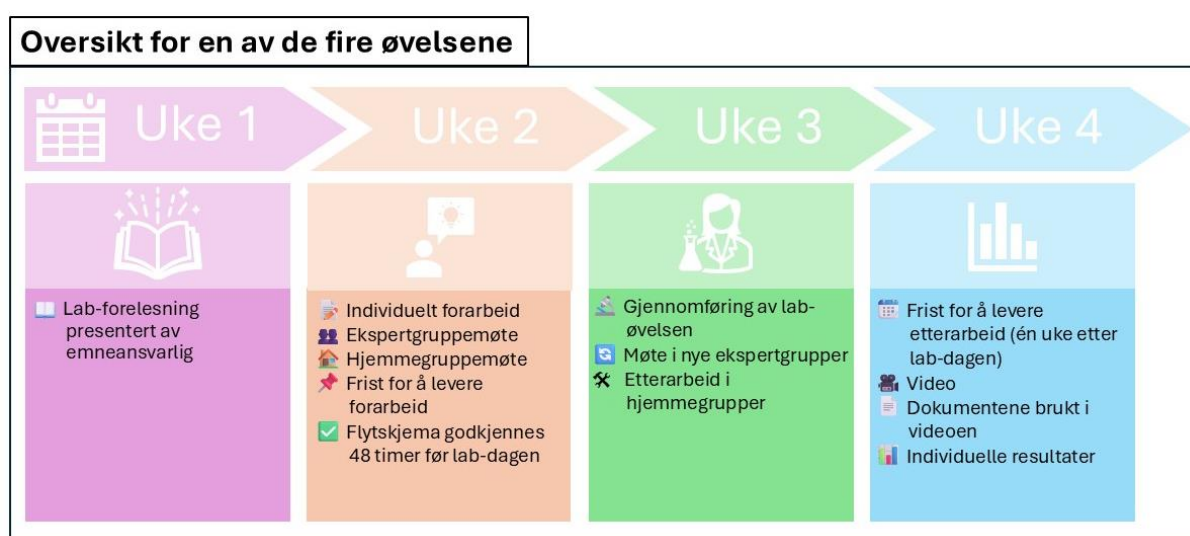 Oversikt for en av de fire øvelsene
Uke 1
Uke 2
Uke 3
Uke 4
Lab-forelesning
presentert av
emneansvarlig
Individuelt forarbeid
Ekspertgruppemøte
Hjemmegruppemøte
Frist for å levere
forarbeid
Flytskjema godkjennes
48 timer før lab-dagen
Gjennomføring av lab-
øvelsen
Møte i nye ekspertgrupper
Etterarbeid i
hjemmegrupper
Frist for å levere
etterarbeid (én uke etter
lab-dagen)
Video
Dokumentene brukt i
videoen
Individuelle resultater